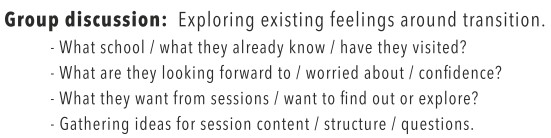 Group discussion: Exploring existing feelings around transition.
- What school / what they already know / have they visited?
- What are they looking forward to / worried about / confidence?
- What they want from sessions / want to find out or explore?
- Gathering ideas for session content / structure / questions.